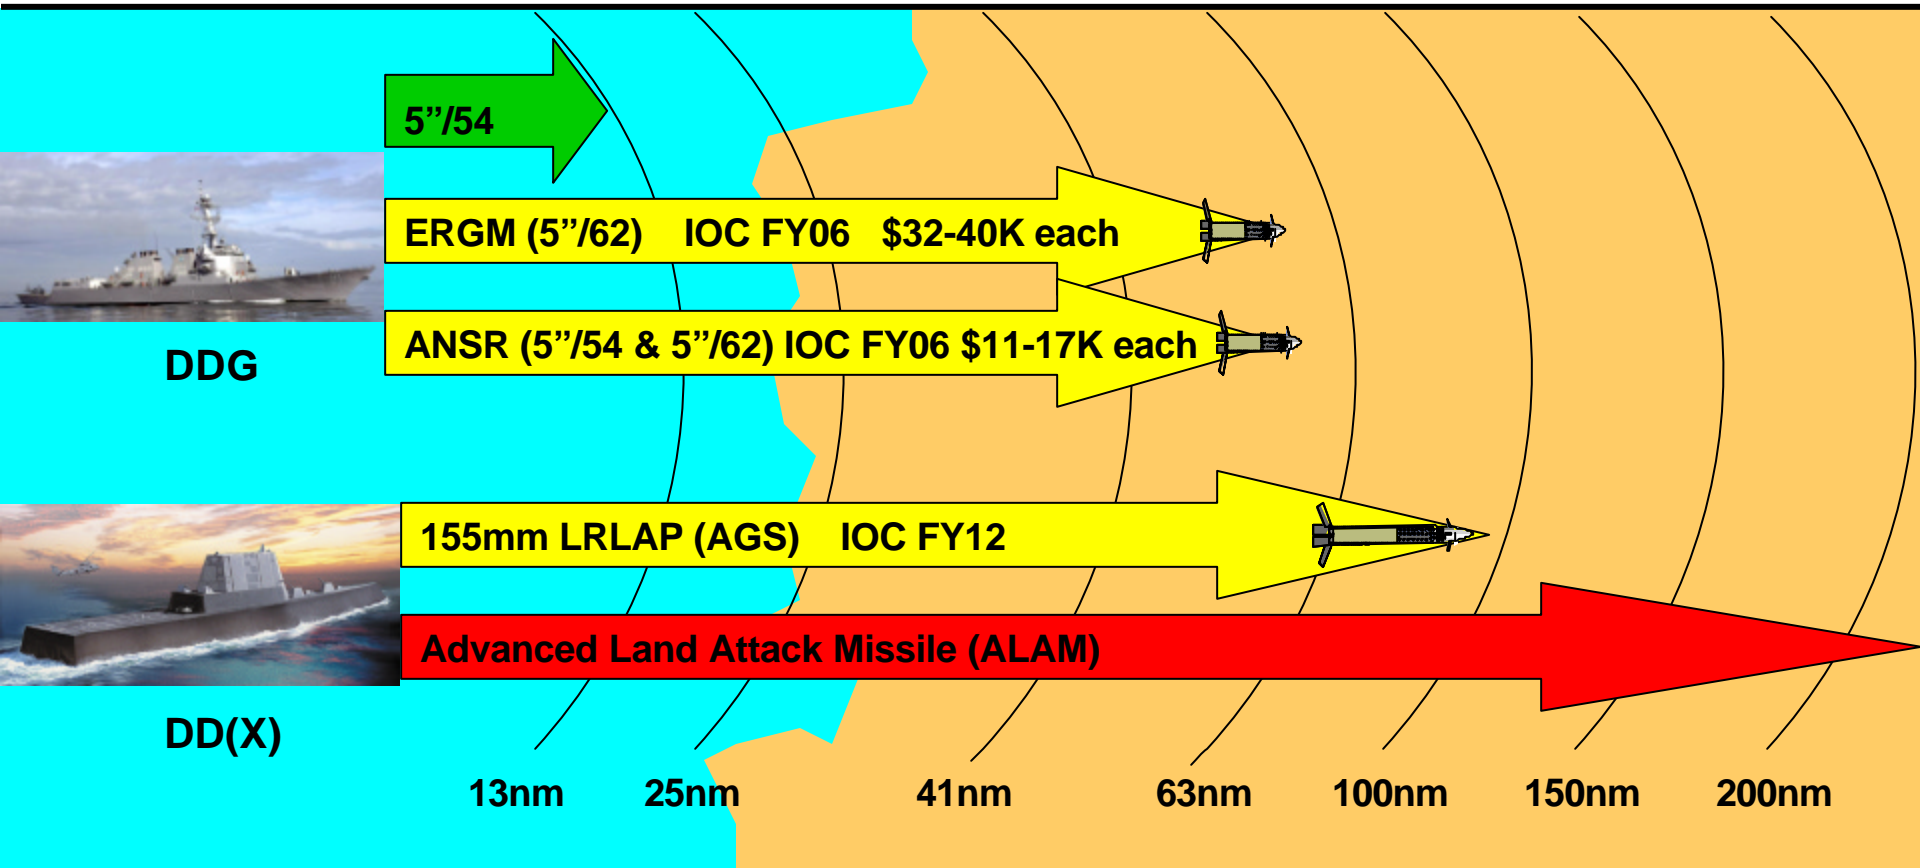 5”/54
ERGM (5”/62) IOC FY06 $32-40K each
ANSR (5”/54 & 5”/62) IOC FY06 $11-17K each
DDG
155mm LRLAP (AGS) IOC FY12
Advanced Land Attack Missile (ALAM)
DD(X)
13nm 25nm 41nm 63nm 100nm 150nm 200nm